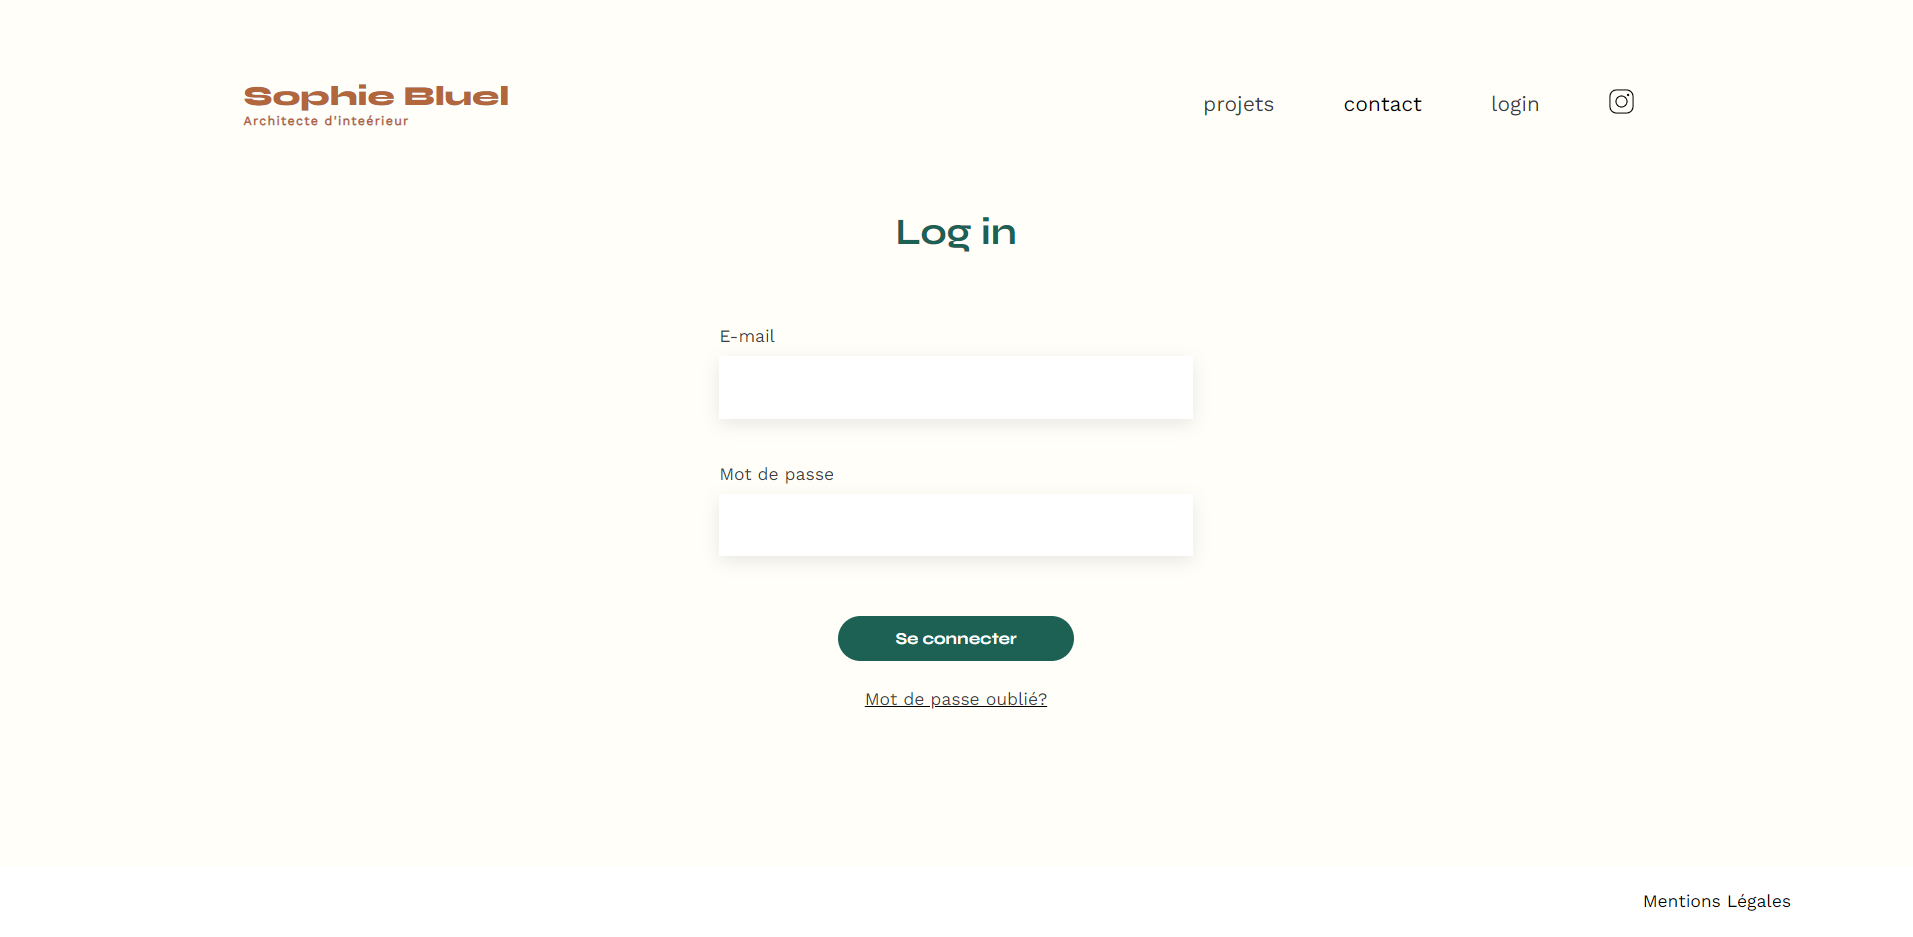 Sophie Bluel
Architecte d'inteérieur
projets
contact
login
Log in
E-mail
Mot de passe
Se connecter
Mot de passe oublié?
Mentions Légales